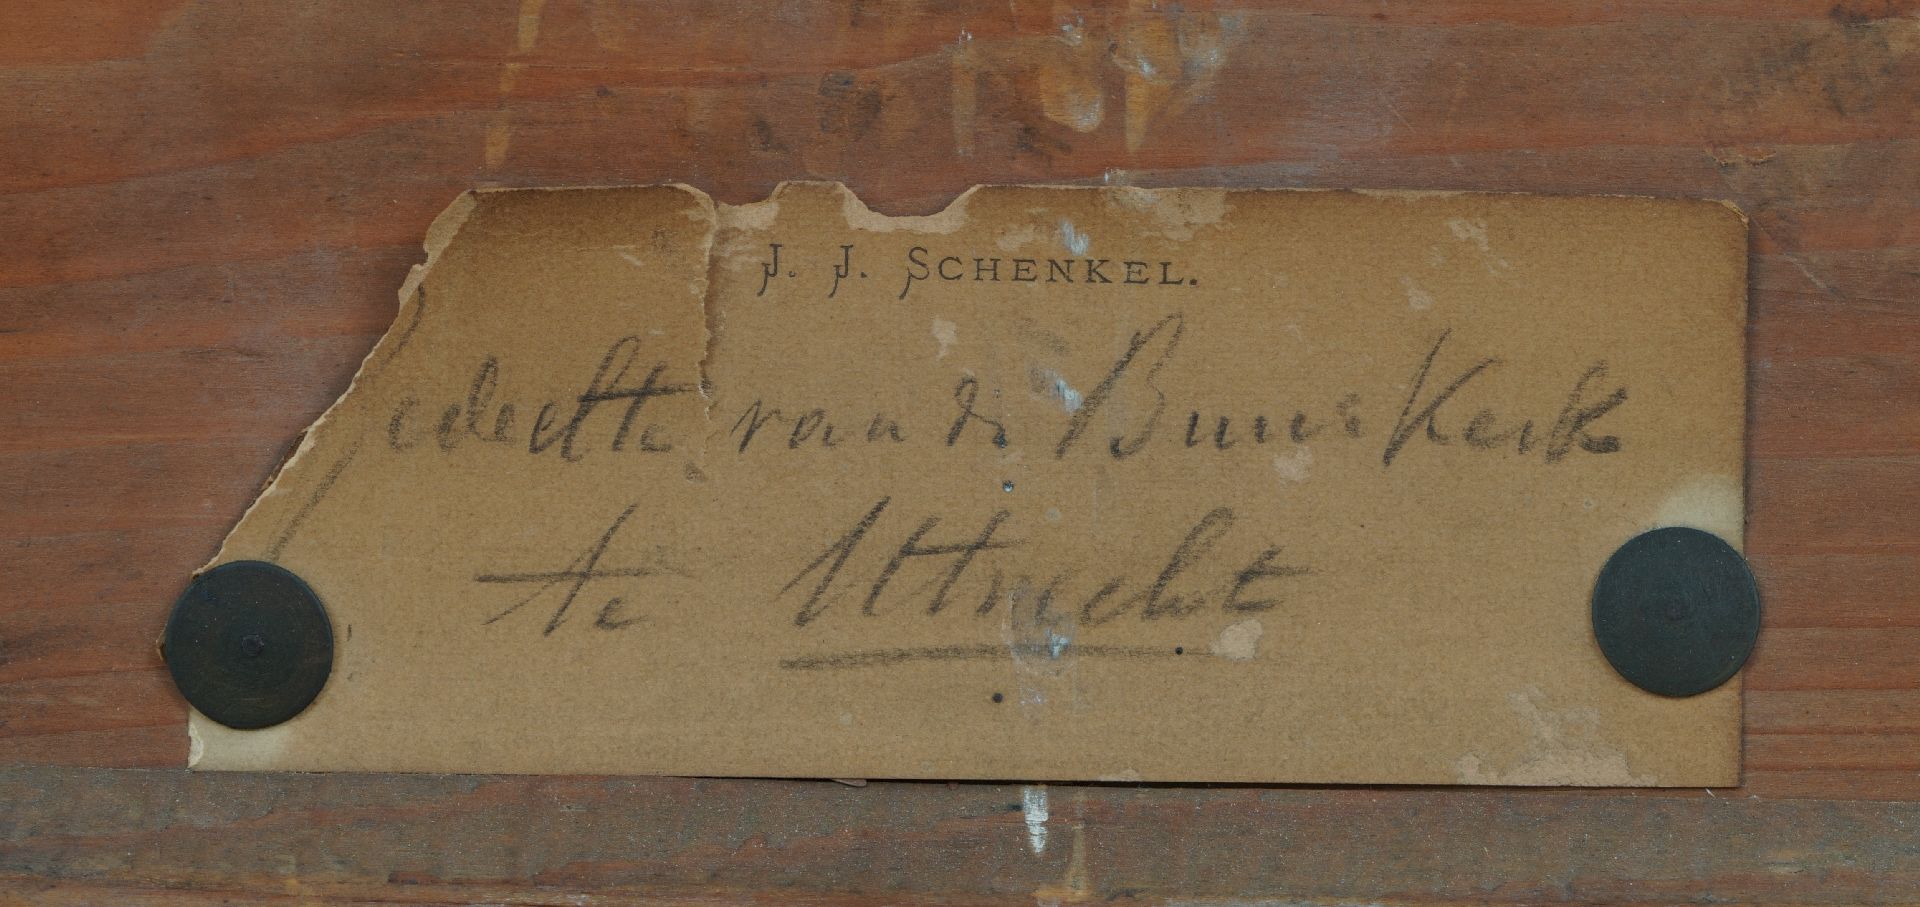 J. J. SCHENKEL.
Gedeelte van de Buurkerk
te Utrecht